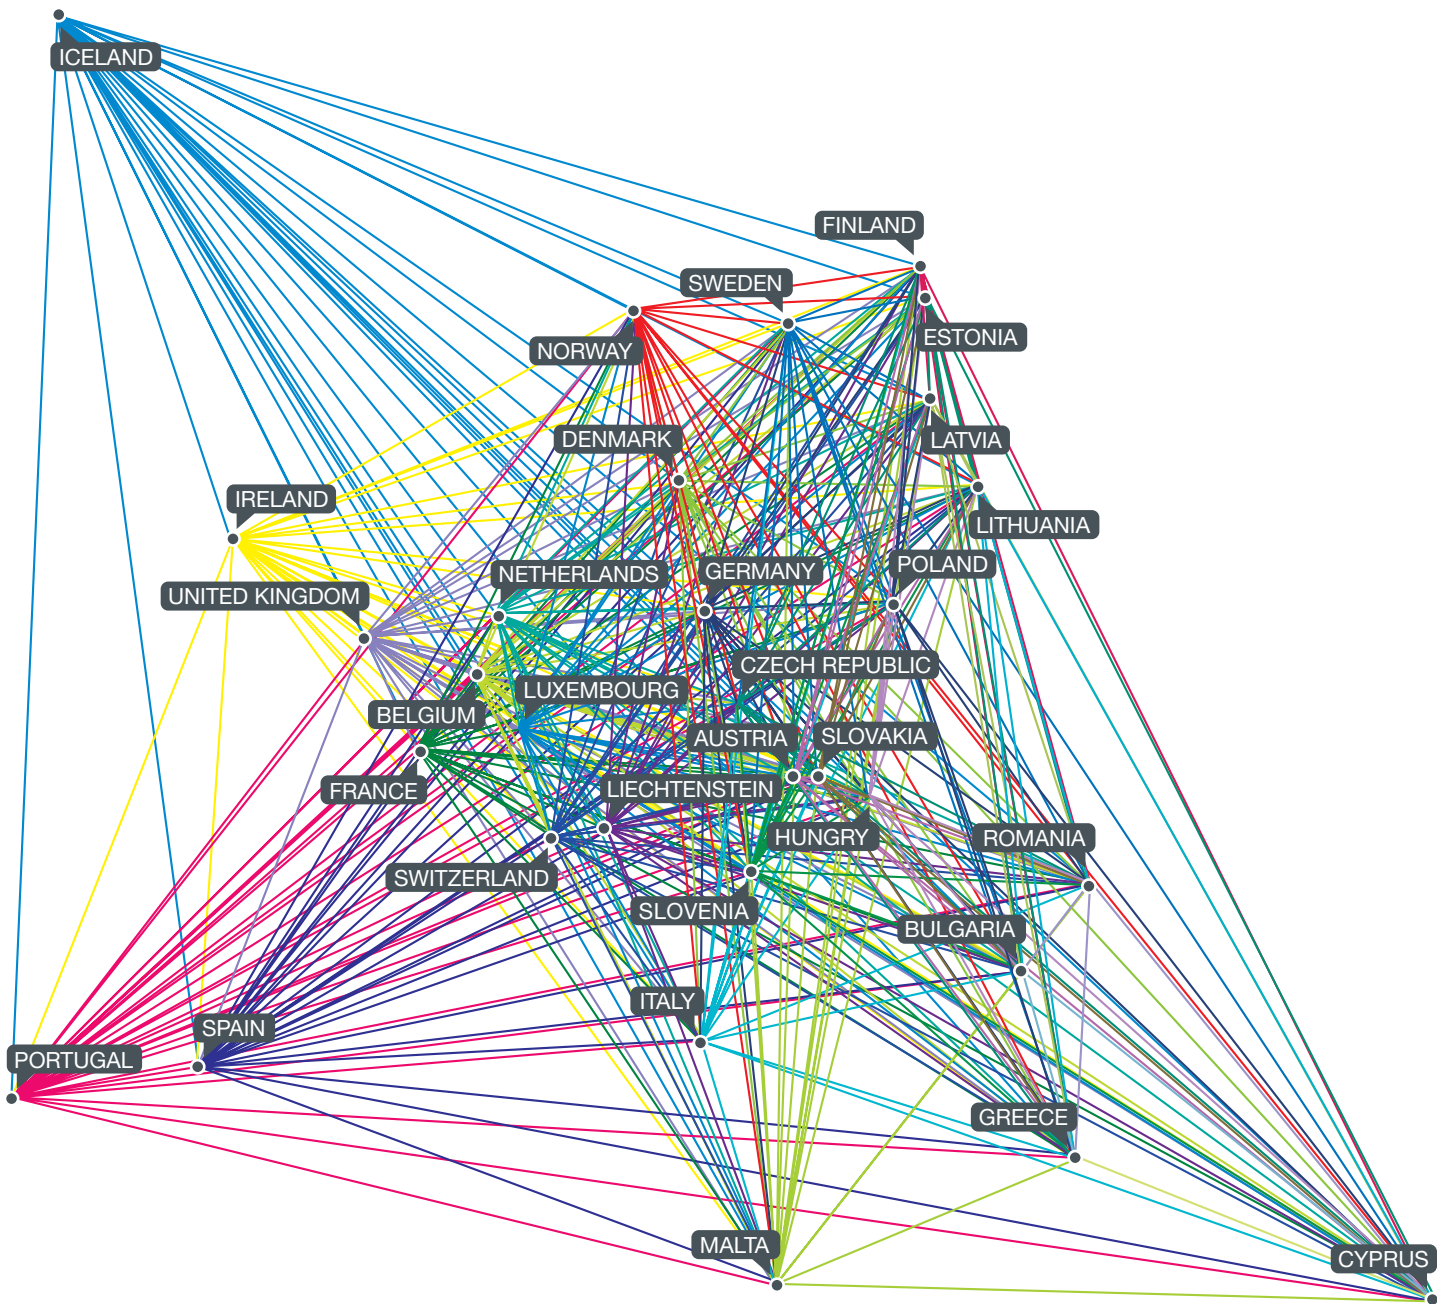 ICELAND
FINLAND
SWEDEN
ESTONIA
NORWAY
DENMARK
LATVIA
IRELAND
LITHUANIA
POLAND
GERMANY
NETHERLANDS
UNITED KINGDOM
CZECH REPUBLIC
LUXEMBOURG
BELGIUM
AUSTRIA
SLOVAKIA
LIECHTENSTEIN
FRANCE
HUNGRY
ROMANIA
SWITZERLAND
SLOVENIA
BULGARIA
ITALY
SPAIN
PORTUGAL
GREECE
MALTA
CYPRUS